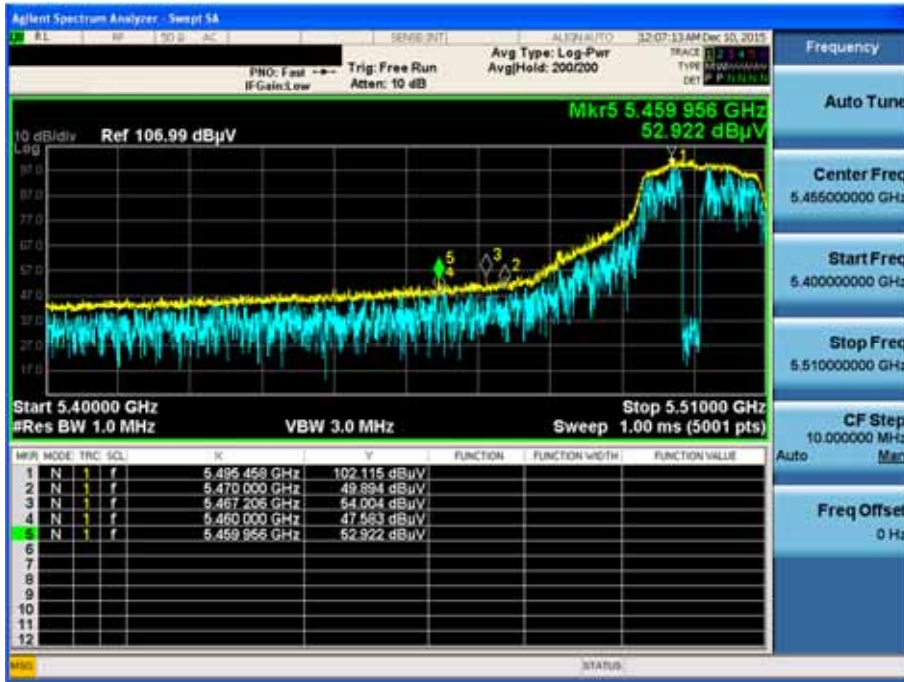 Agilent Spectrum Analyzer - Swept SA
RL RF 50 Ω AC SENSE:INT ALIGN AUTO 12:07:13 AM Dec 10, 2015
PNO: Fast Trig: Free Run Avg Type: Log-Pwr TRACE 1 2 3 4 5 6
IFGain:Low Atten: 10 dB Avg|Hold: 200/200 TYPE
DET P P N N N N
Mkr5 5.459 956 GHz
52.922 dBµV
10 dB/div Ref 106.99 dBµV
Log
97.0
87.0
77.0
67.0
57.0
47.0
37.0
27.0
17.0
1
5
4
3
2
Start 5.40000 GHz Stop 5.51000 GHz
#Res BW 1.0 MHz VBW 3.0 MHz Sweep 1.00 ms (5001 pts)
MKR MODE TRC SCL X Y FUNCTION FUNCTION WIDTH FUNCTION VALUE
1 N 1 f 5.495 458 GHz 102.115 dBµV
2 N 1 f 5.470 000 GHz 49.894 dBµV
3 N 1 f 5.467 206 GHz 54.004 dBµV
4 N 1 f 5.460 000 GHz 47.583 dBµV
5 N 1 f 5.459 956 GHz 52.922 dBµV
6
7
8
9
10
11
12
MSG STATUS
Frequency
Auto Tune
Center Freq
5.455000000 GHz
Start Freq
5.400000000 GHz
Stop Freq
5.510000000 GHz
CF Step
10.000000 MHz
Auto Man
Freq Offset
0 Hz